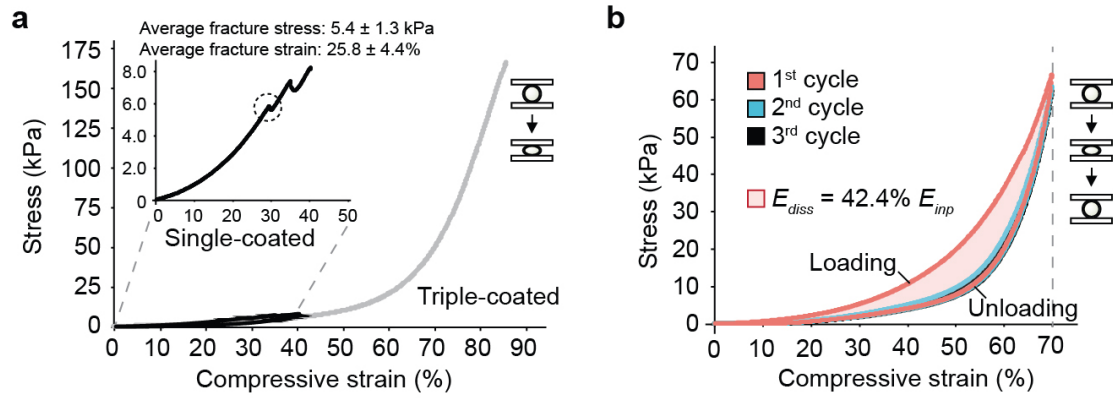 a
Average fracture stress: 5.4 ± 1.3 kPa
Average fracture strain: 25.8 ± 4.4%
175
150
125
100
75
50
25
0
Stress (kPa)
8.0
6.0
4.0
2.0
0.0
0 10 20 30 40 50
Single-coated
Triple-coated
0 10 20 30 40 50 60 70 80 90
Compressive strain (%)
b
70
60
50
40
30
20
10
0
Stress (kPa)
1st cycle
2nd cycle
3rd cycle
Ediss = 42.4% Einp
Loading
Unloading
0 10 20 30 40 50 60 70
Compressive strain (%)